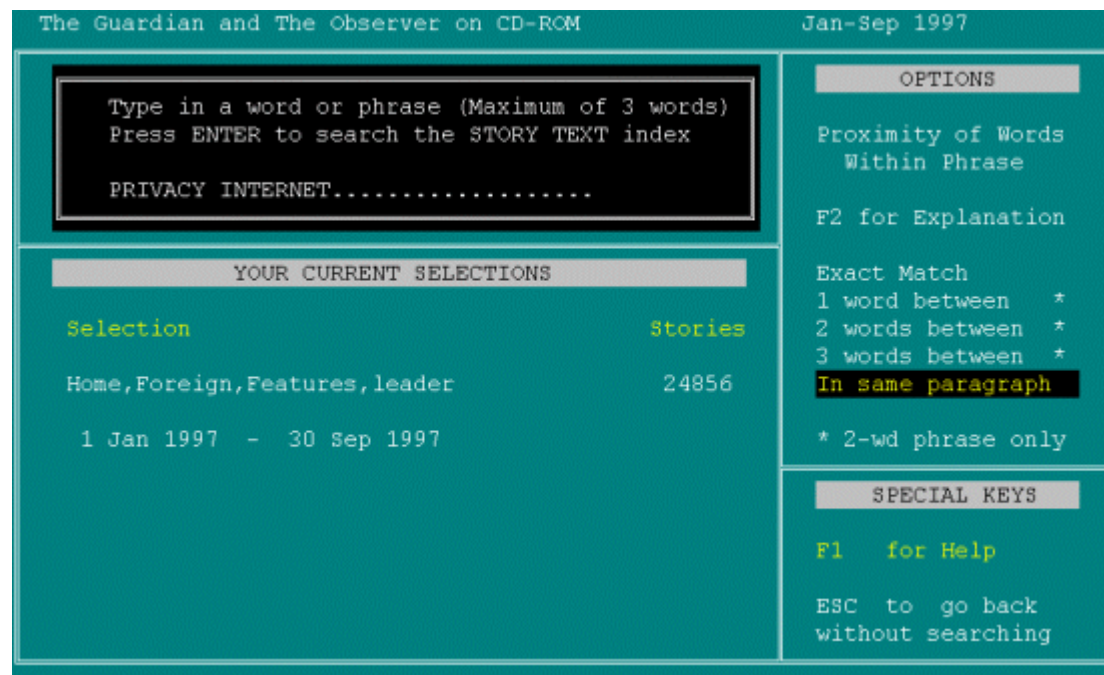 The Guardian and The Observer on CD-ROM
Jan-Sep 1997
Type in a word or phrase (Maximum of 3 words)
Press ENTER to search the STORY TEXT index
PRIVACY INTERNET...................
YOUR CURRENT SELECTIONS
Selection Stories
Home,Foreign,Features,leader 24856
1 Jan 1997 - 30 Sep 1997
OPTIONS
Proximity of Words
Within Phrase
F2 for Explanation
Exact Match
1 word between *
2 words between *
3 words between *
In same paragraph
* 2-wd phrase only
SPECIAL KEYS
F1 for Help
ESC to go back
without searching